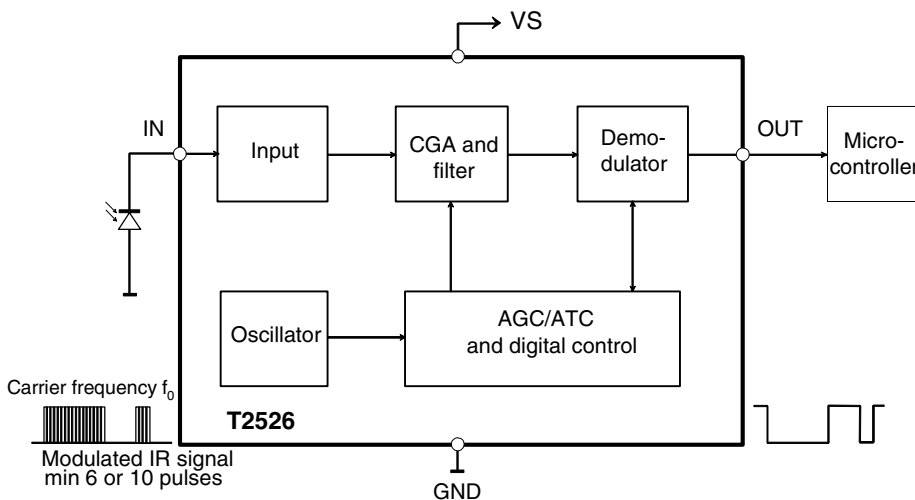 VS
IN
Input
CGA and
filter
Demo-
dulator
OUT
Micro-
controller
Oscillator
AGC/ATC
and digital control
Carrier frequency f0
T2526
Modulated IR signal
min 6 or 10 pulses
GND